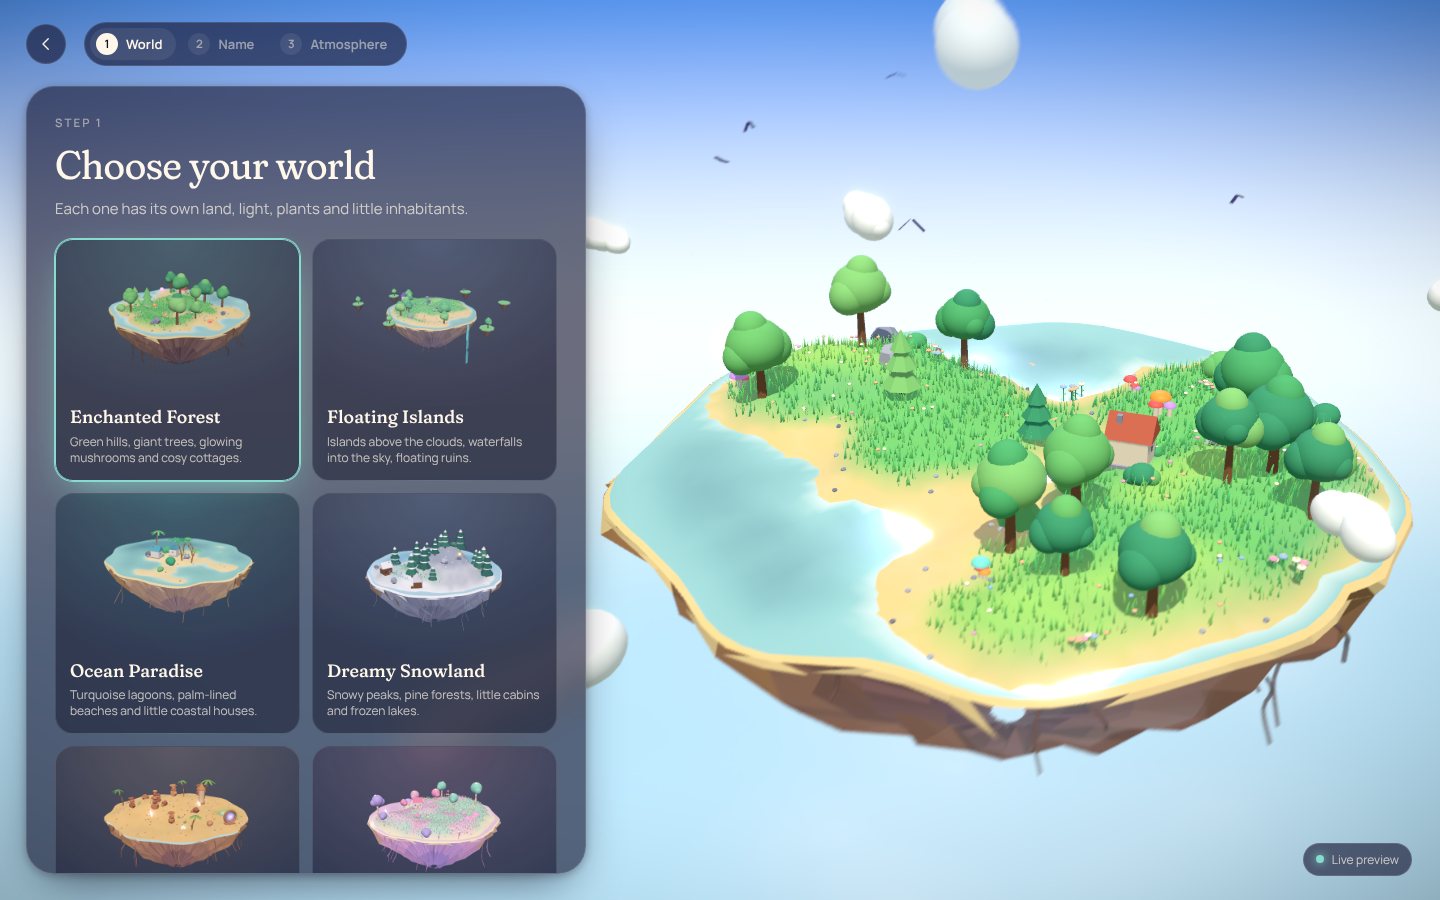 1 World 2 Name 3 Atmosphere
STEP 1
Choose your world
Each one has its own land, light, plants and little inhabitants.
Enchanted Forest
Green hills, giant trees, glowing
mushrooms and cosy cottages.
Floating Islands
Islands above the clouds, waterfalls
into the sky, floating ruins.
Ocean Paradise
Turquoise lagoons, palm-lined
beaches and little coastal houses.
Dreamy Snowland
Snowy peaks, pine forests, little cabins
and frozen lakes.
Live preview